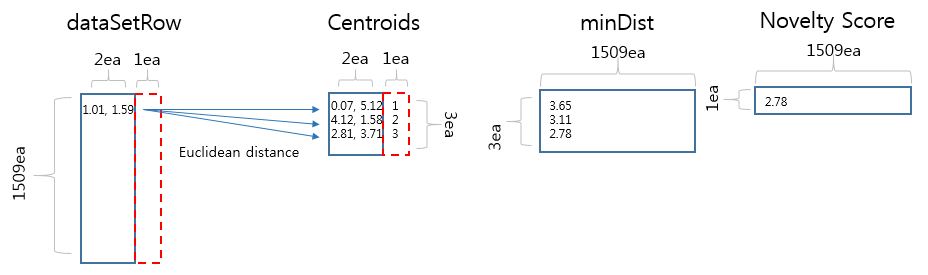 dataSetRow
2ea 1ea
1509ea
1.01, 1.59
Euclidean distance
Centroids
2ea 1ea
0.07, 5.12 1
4.12, 1.58 2
2.81, 3.71 3
3ea
minDist
1509ea
3ea
3.65
3.11
2.78
Novelty Score
1509ea
1ea
2.78